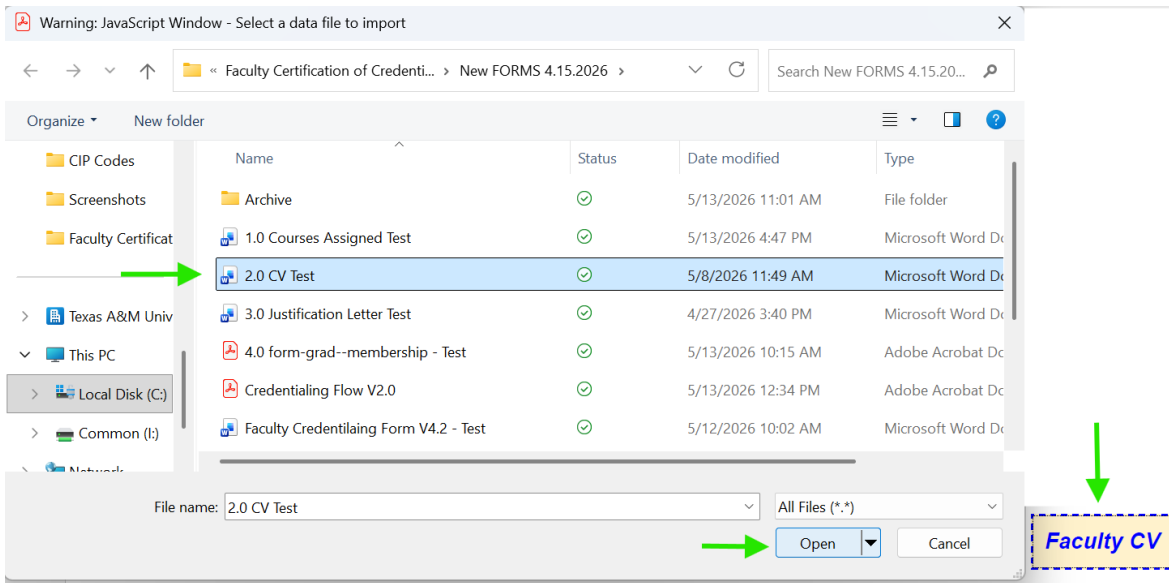 Warning: JavaScript Window - Select a data file to import
« Faculty Certification of Credenti... > New FORMS 4.15.2026 >
Search New FORMS 4.15.20...
Organize
New folder
Name Status Date modified Type
CIP Codes
Screenshots
Faculty Certificat
Texas A&M Univ
This PC
Local Disk (C:)
Common (I:)
Network
Archive 5/13/2026 11:01 AM File folder
1.0 Courses Assigned Test 5/13/2026 4:47 PM Microsoft Word Do
2.0 CV Test 5/8/2026 11:49 AM Microsoft Word Do
3.0 Justification Letter Test 4/27/2026 3:40 PM Microsoft Word Do
4.0 form-grad--membership - Test 5/13/2026 10:15 AM Adobe Acrobat Do
Credentialing Flow V2.0 5/13/2026 12:34 PM Adobe Acrobat Do
Faculty Credentilaing Form V4.2 - Test 5/12/2026 10:02 AM Microsoft Word Do
File name: 2.0 CV Test
All Files (*.*)
Open
Cancel
Faculty CV